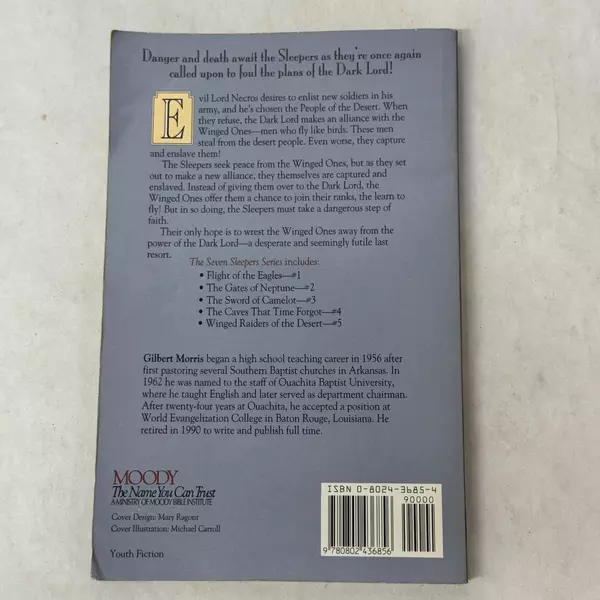 Danger and death await the Sleepers as they're once again
called upon to foul the plans of the Dark Lord!
Evil Lord Necros desires to enlist new soldiers in his
army, and he's chosen the People of the Desert. When
they refuse, the Dark Lord makes an alliance with the
Winged Ones—men who fly like birds. These men
steal from the desert people. Even worse, they capture
and enslave them!
The Sleepers seek peace from the Winged Ones, but as they set
out to make a new alliance, they themselves are captured and
enslaved. Instead of giving them over to the Dark Lord, the
Winged Ones offer them a chance to join their ranks, the learn to
fly! But in so doing, the Sleepers must take a dangerous step of
faith.
Their only hope is to wrest the Winged Ones away from the
power of the Dark Lord—a desperate and seemingly futile last
resort.
The Seven Sleepers Series includes:
• Flight of the Eagles—#1
• The Gates of Neptune—#2
• The Sword of Camelot—#3
• The Caves That Time Forgot—#4
• Winged Raiders of the Desert—#5
Gilbert Morris began a high school teaching career in 1956 after
first pastoring several Southern Baptist churches in Arkansas. In
1962 he was named to the staff of Ouachita Baptist University,
where he taught English and later served as department chairman.
After twenty-four years at Ouachita, he accepted a position at
World Evangelization College in Baton Rouge, Louisiana. He
retired in 1990 to write and publish full time.
MOODY
The Name You Can Trust
A MINISTRY OF MOODY BIBLE INSTITUTE
Cover Design: Mary Ragont
Cover Illustration: Michael Carroll
Youth Fiction
ISBN 0-8024-3685-4
90000
9 780802 436856